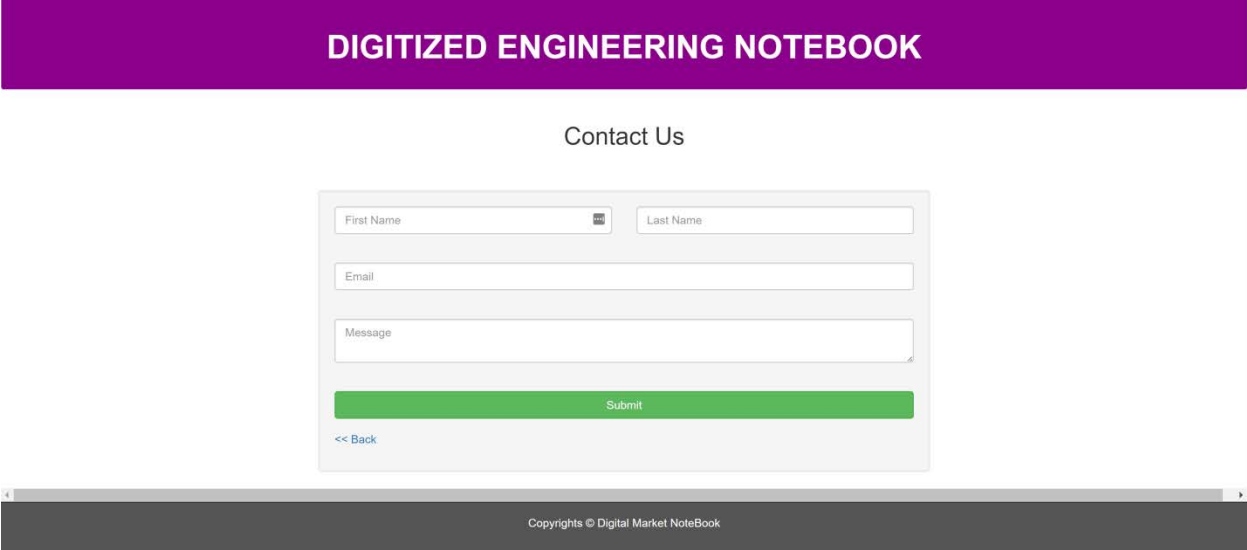 DIGITIZED ENGINEERING NOTEBOOK
Contact Us
First Name
Last Name
Email
Message
Submit
<< Back
Copyrights © Digital Market NoteBook